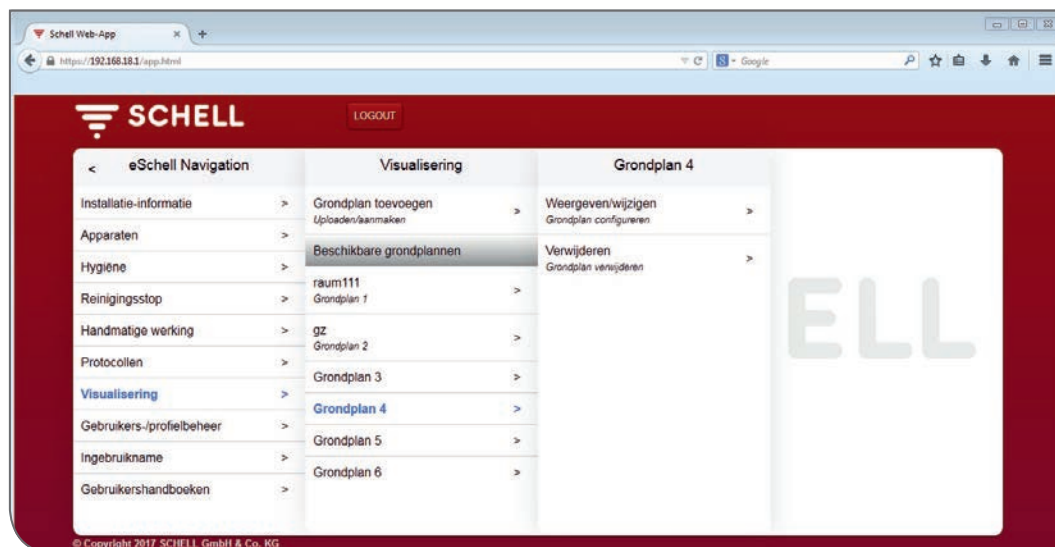 Schell Web-App
https://192.168.18.1/app.html
Google
SCHELL
LOGOUT
< eSchell Navigation
Installatie-informatie >
Apparaten >
Hygiëne >
Reinigingsstop >
Handmatige werking >
Protocollen >
Visualisering >
Gebruikers-/profielbeheer >
Ingebruikname >
Gebruikershandboeken >
Visualisering
Grondplan toevoegen >
Uploaden/aanmaken
Beschikbare grondplannen
raum111 >
Grondplan 1
gz >
Grondplan 2
Grondplan 3 >
Grondplan 4 >
Grondplan 5 >
Grondplan 6 >
Grondplan 4
Weergeven/wijzigen >
Grondplan configureren
Verwijderen >
Grondplan verwijderen
ELL
© Copyright 2017 SCHELL GmbH & Co. KG